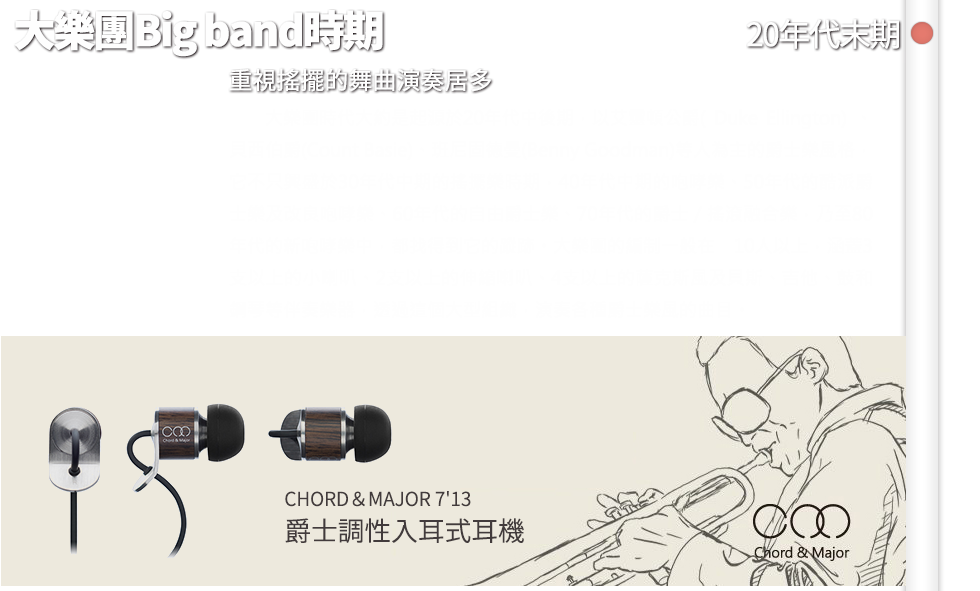 大樂團Big band時期
20年代末期
重視搖擺的舞曲演奏居多
Chord & Major
CHORD & MAJOR 7'13
爵士調性入耳式耳機
Chord & Major